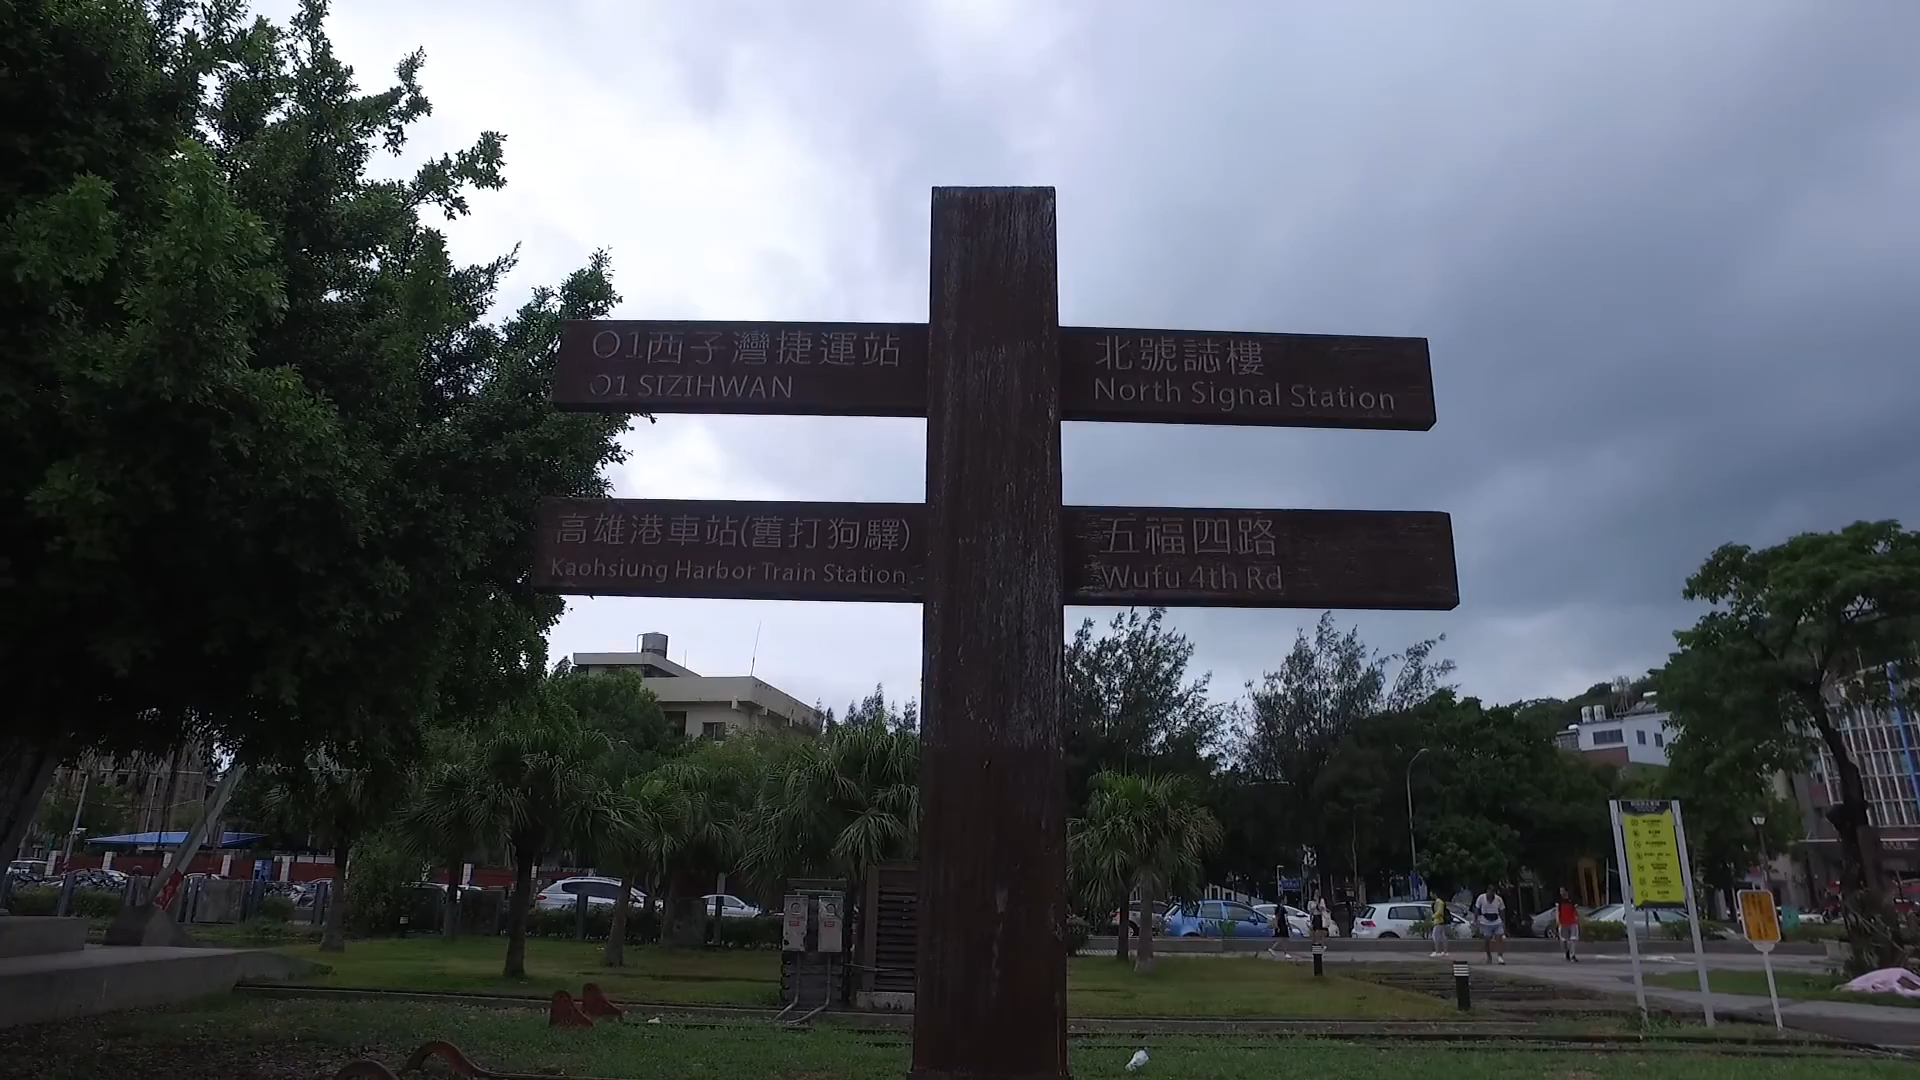 O1西子灣捷運站
O1 SIZIHWAN
北號誌樓
North Signal Station
高雄港車站(舊打狗驛)
Kaohsiung Harbor Train Station
五福四路
Wufu 4th Rd